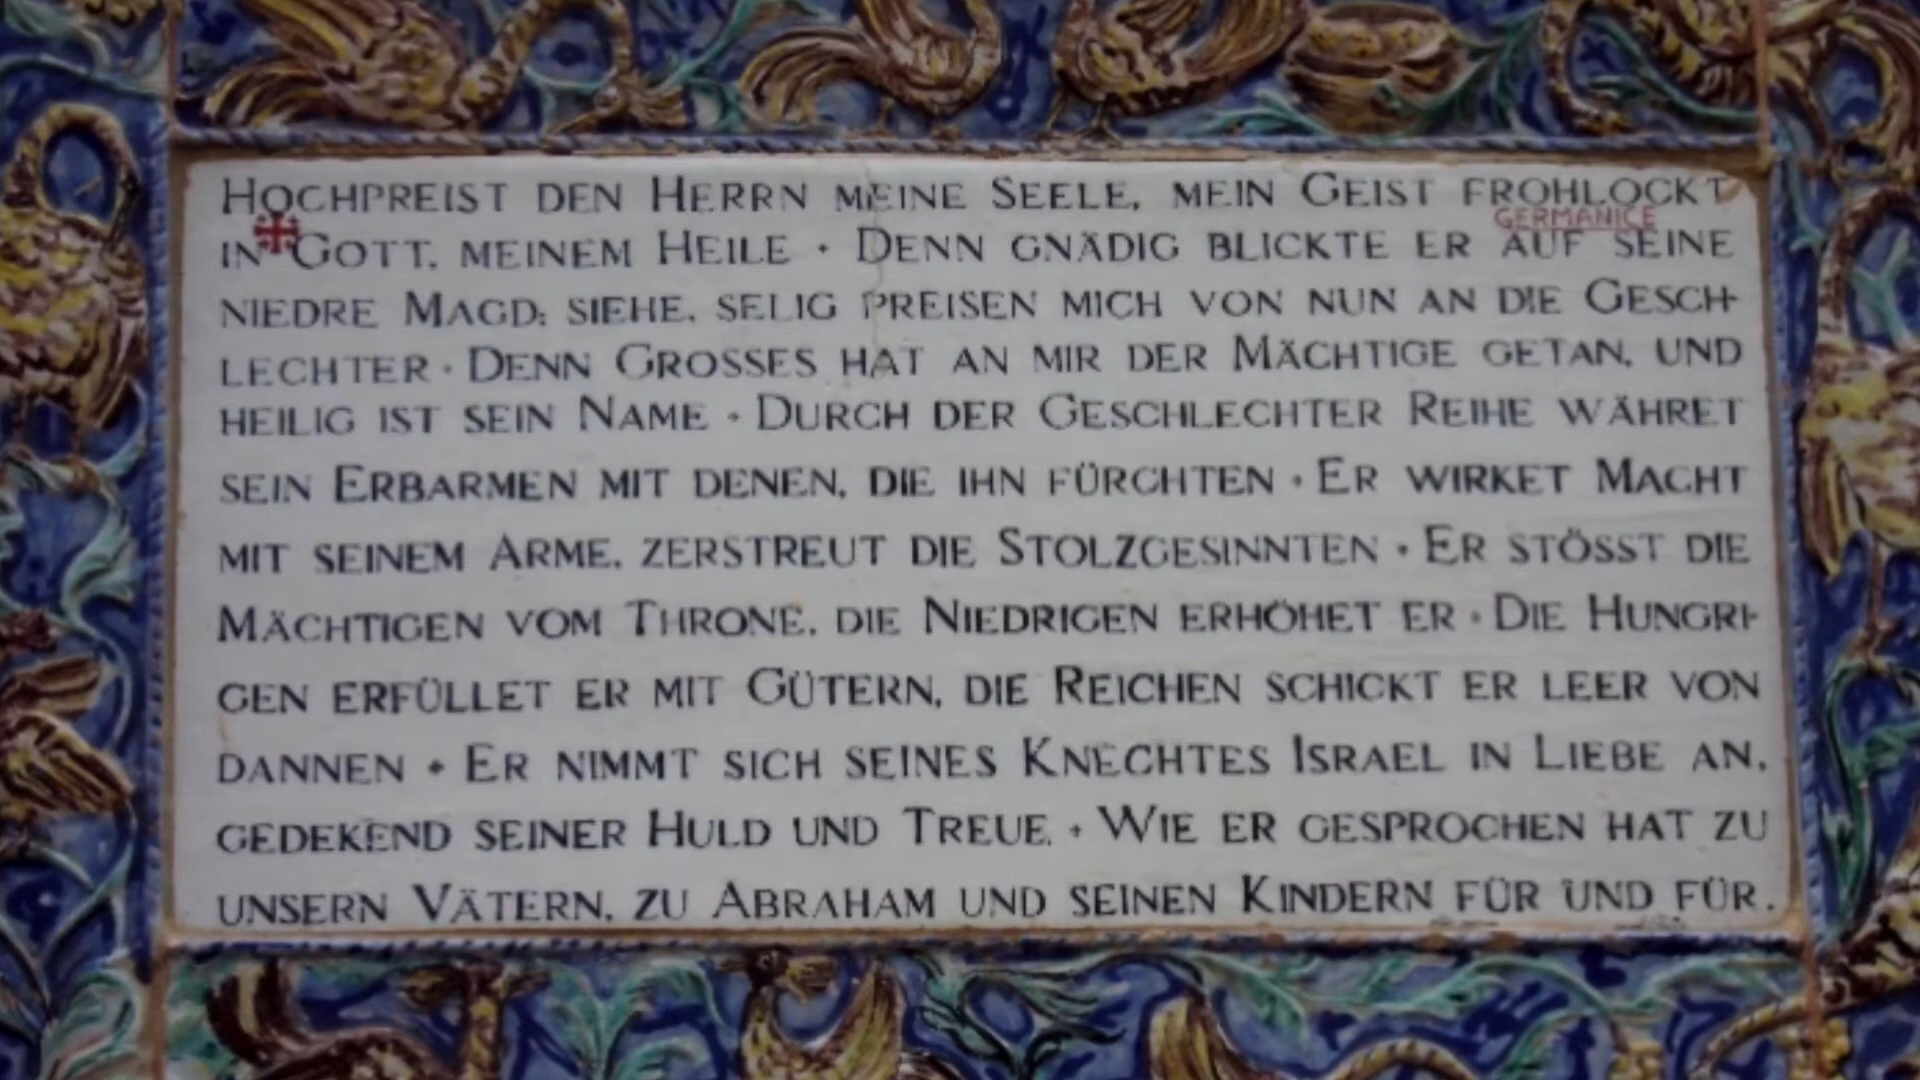 HOCHPREIST DEN HERRN MEINE SEELE, MEIN GEIST FROHLOCKT
GERMANICE
IN GOTT, MEINEM HEILE · DENN GNÄDIG BLICKTE ER AUF SEINE
NIEDRE MAGD; SIEHE, SELIG PREISEN MICH VON NUN AN DIE GESCH-
LECHTER · DENN GROSSES HAT AN MIR DER MÄCHTIGE GETAN, UND
HEILIG IST SEIN NAME · DURCH DER GESCHLECHTER REIHE WÄHRET
SEIN ERBARMEN MIT DENEN, DIE IHN FÜRCHTEN · ER WIRKET MACHT
MIT SEINEM ARME, ZERSTREUT DIE STOLZGESINNTEN · ER STÖSST DIE
MÄCHTIGEN VOM THRONE, DIE NIEDRIGEN ERHÖHET ER · DIE HUNGRI-
GEN ERFÜLLET ER MIT GÜTERN, DIE REICHEN SCHICKT ER LEER VON
DANNEN · ER NIMMT SICH SEINES KNECHTES ISRAEL IN LIEBE AN,
GEDEKEND SEINER HULD UND TREUE, · WIE ER GESPROCHEN HAT ZU
UNSERN VÄTERN, ZU ABRAHAM UND SEINEN KINDERN FÜR UND FÜR.